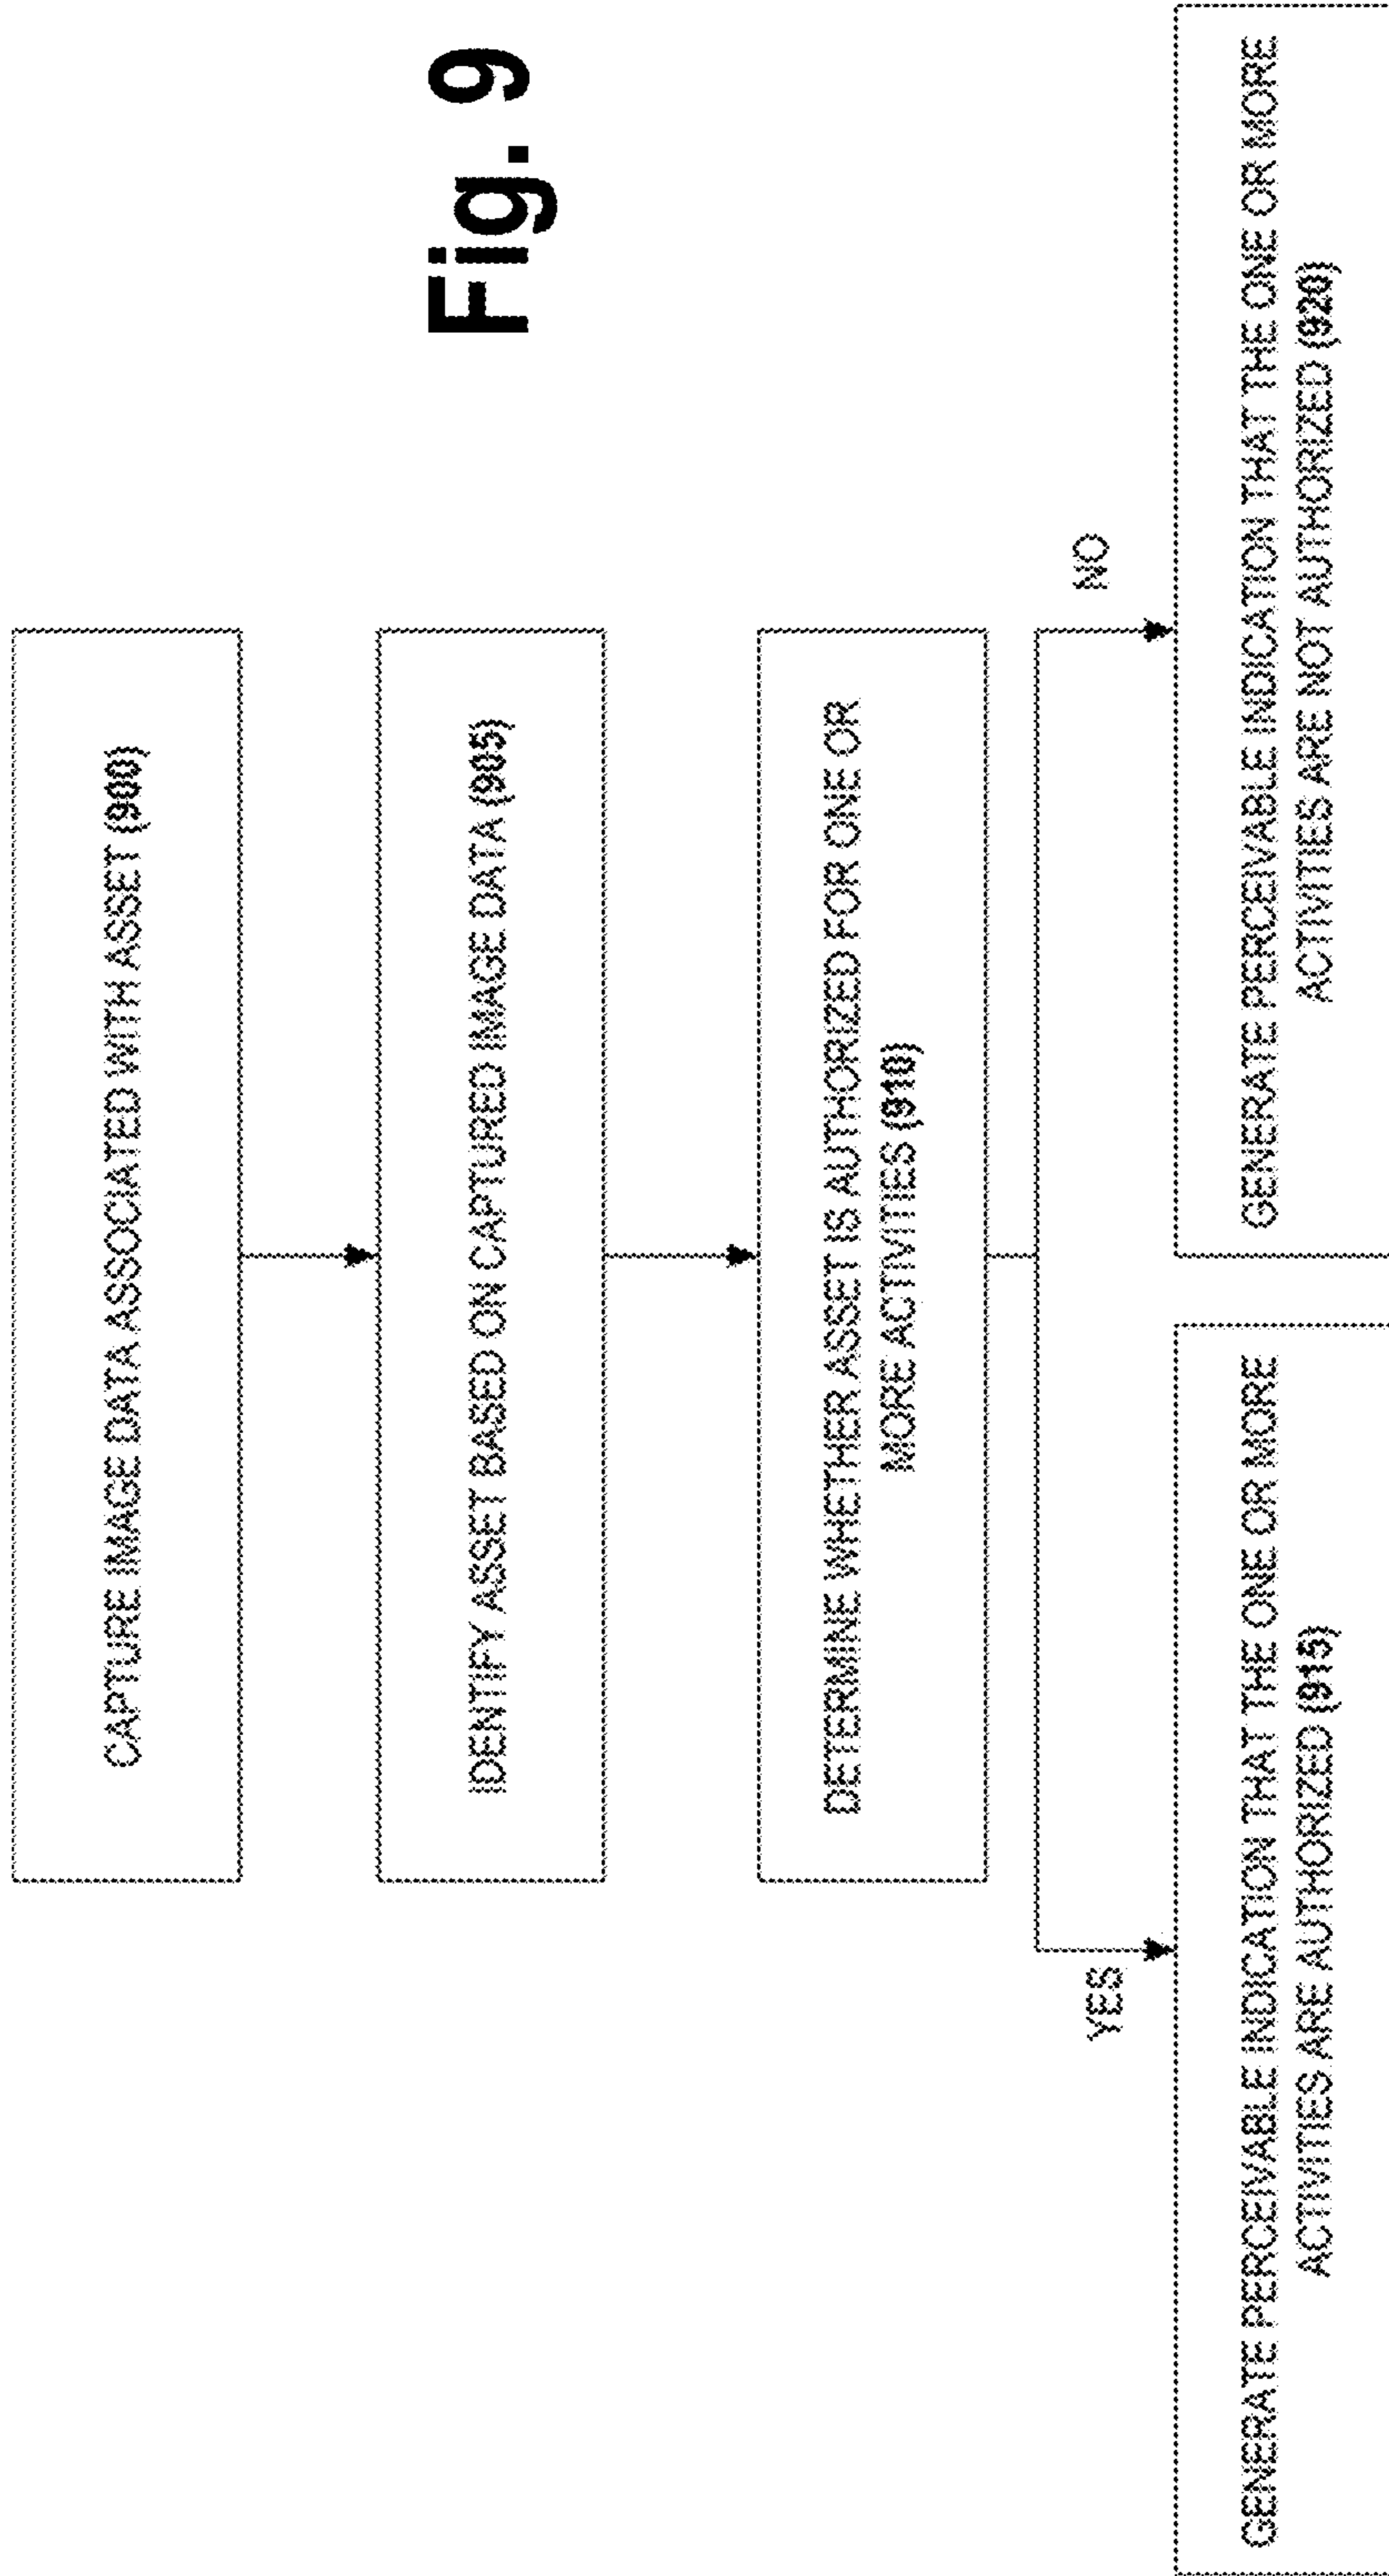 CAPTURE IMAGE DATA ASSOCIATED WITH ASSET (900)
IDENTIFY ASSET BASED ON CAPTURED IMAGE DATA (905)
DETERMINE WHETHER ASSET IS AUTHORIZED FOR ONE OR
MORE ACTIVITIES (910)
YES
NO
GENERATE PERCEIVABLE INDICATION THAT THE ONE OR MORE
ACTIVITIES ARE AUTHORIZED (915)
GENERATE PERCEIVABLE INDICATION THAT THE ONE OR MORE
ACTIVITIES ARE NOT AUTHORIZED (920)
Fig. 9